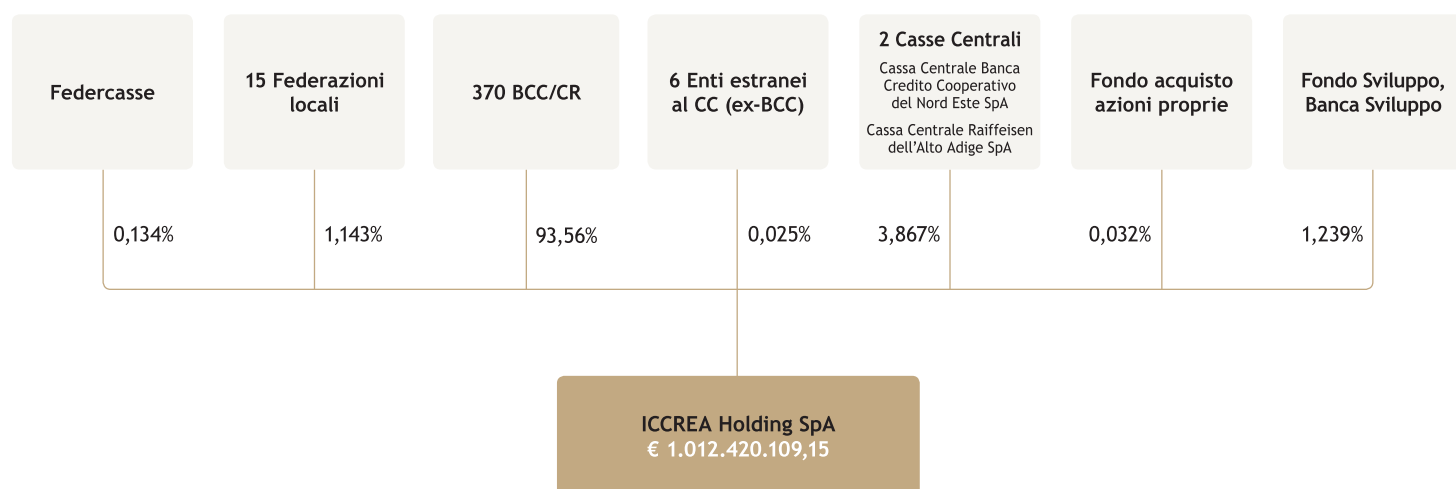 Federcasse
15 Federazioni
locali
370 BCC/CR
6 Enti estranei
al CC (ex-BCC)
2 Casse Centrali
Cassa Centrale Banca
Credito Cooperativo
del Nord Este SpA
Cassa Centrale Raiffeisen
dell'Alto Adige SpA
Fondo acquisto
azioni proprie
Fondo Sviluppo,
Banca Sviluppo
0,134%
1,143%
93,56%
0,025%
3,867%
0,032%
1,239%
ICCREA Holding SpA
€ 1.012.420.109,15